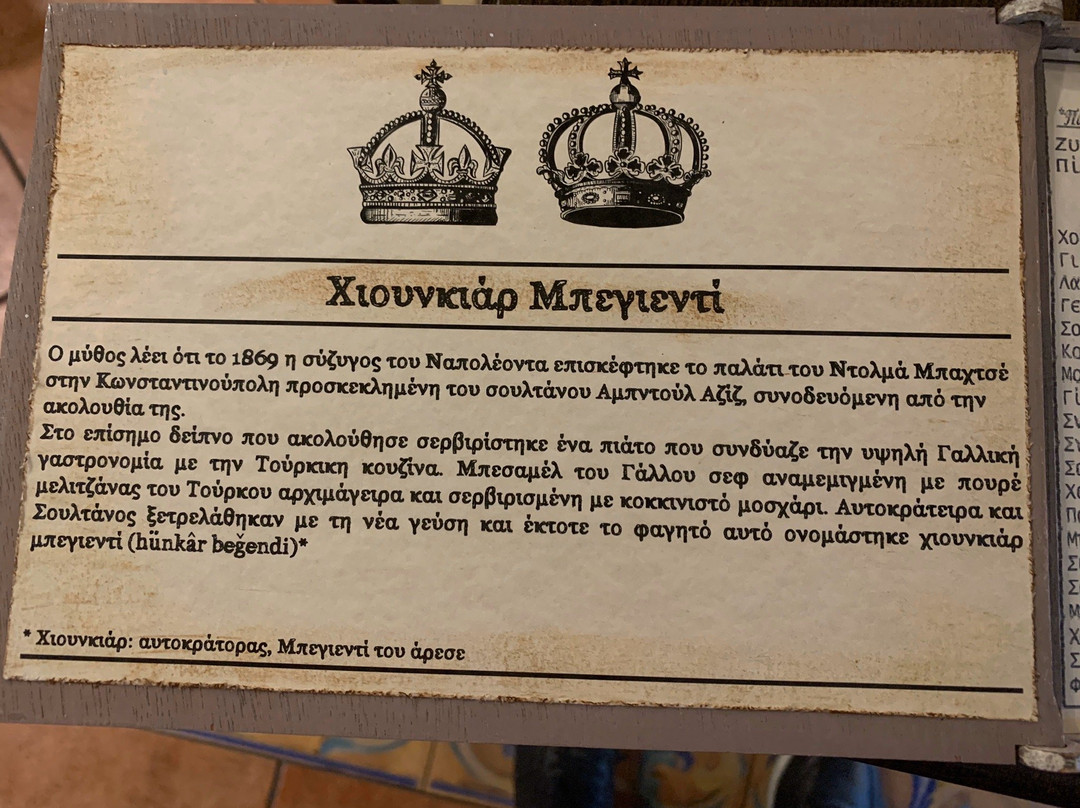 Χιουνκιάρ Μπεγιεντί
Ο μύθος λέει ότι το 1869 η σύζυγος του Ναπολέοντα επισκέφτηκε το παλάτι του Ντολμά Μπαχτσέ
στην Κωνσταντινούπολη προσκεκλημένη του σουλτάνου Αμπντούλ Αζίζ, συνοδευόμενη από την
ακολουθία της.
Στο επίσημο δείπνο που ακολούθησε σερβιρίστηκε ένα πιάτο που συνδύαζε την υψηλή Γαλλική
γαστρονομία με την Τούρκικη κουζίνα. Μπεσαμέλ του Γάλλου σεφ αναμεμιγμένη με πουρέ
μελιτζάνας του Τούρκου αρχιμάγειρα και σερβιρισμένη με κοκκινιστό μοσχάρι. Αυτοκράτειρα και
Σουλτάνος ξετρελάθηκαν με τη νέα γεύση και έκτοτε το φαγητό αυτό ονομάστηκε χιουνκιάρ
μπεγιεντί (hünkâr beğendi)*
* Χιουνκιάρ: αυτοκράτορας, Μπεγιεντί του άρεσε